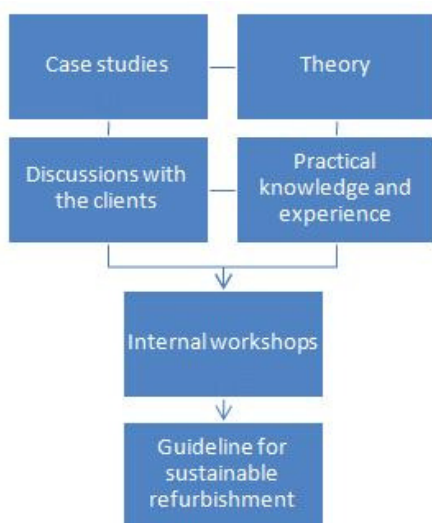 Case studies
Theory
Discussions with
the clients
Practical
knowledge and
experience
Internal workshops
Guideline for
sustainable
refurbishment